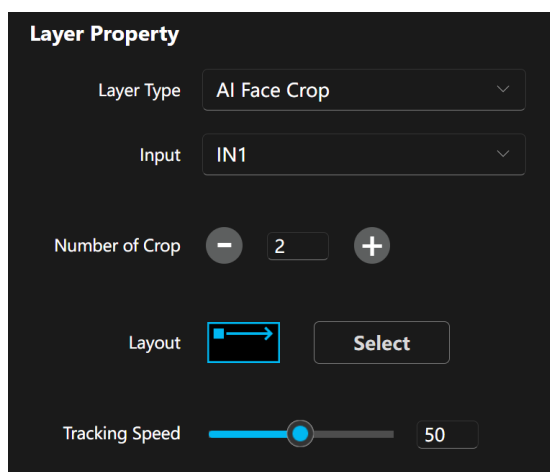 Layer Property
Layer Type AI Face Crop
Input IN1
Number of Crop - 2 +
Layout Select
Tracking Speed 50